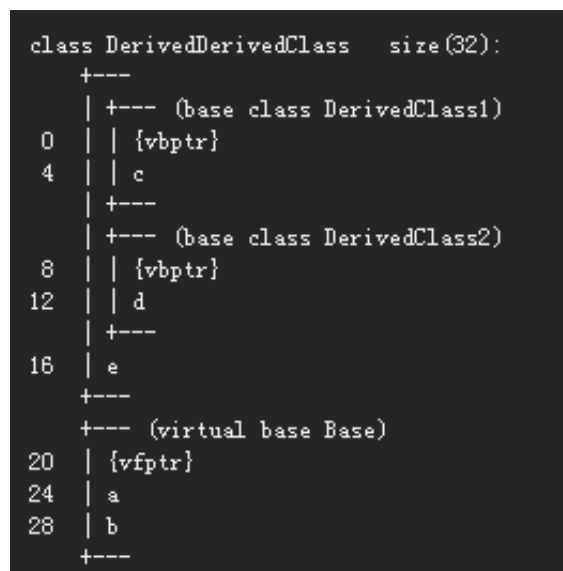 class DerivedDerivedClass   size(32):
    +---
    | +--- (base class DerivedClass1)
 0  | | {vbptr}
 4  | | c
    | +---
    | +--- (base class DerivedClass2)
 8  | | {vbptr}
12  | | d
    | +---
16  | e
    +---
    +--- (virtual base Base)
20  | {vfptr}
24  | a
28  | b
    +---